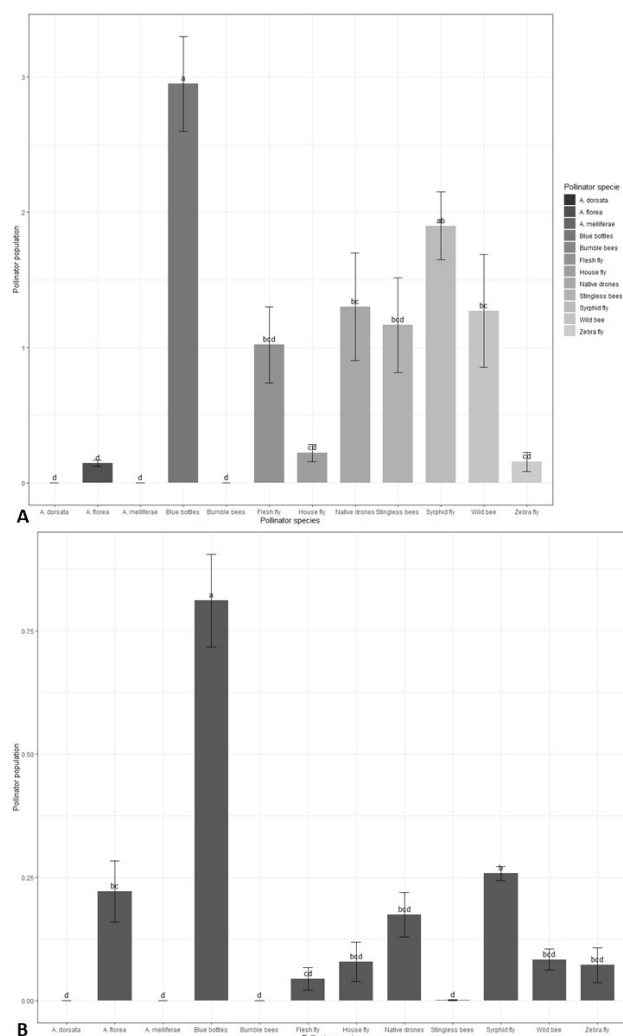 3
2
1
0
Pollinator population
a
ab
bc
bcd
bc
bcd
cd
d
d
d
d
cd
A. dorsata
A. florea
A. melliferae
Blue bottles
Bumble bees
Flesh fly
House fly
Native drones
Stingless bees
Syrphid fly
Wild bee
Zebra fly
Pollinator species
Pollinator specie
A. dorsata
A. florea
A. melliferae
Blue bottles
Bumble bees
Flesh fly
House fly
Native drones
Stingless bees
Syrphid fly
Wild bee
Zebra fly
A
0.75
0.50
0.25
0.00
Pollinator population
a
bc
b
bcd
cd
bcd
bcd
bcd
d
d
d
d
A. dorsata
A. florea
A. melliferae
Blue bottles
Bumble bees
Flesh fly
House fly
Native drones
Stingless bees
Syrphid fly
Wild bee
Zebra fly
B